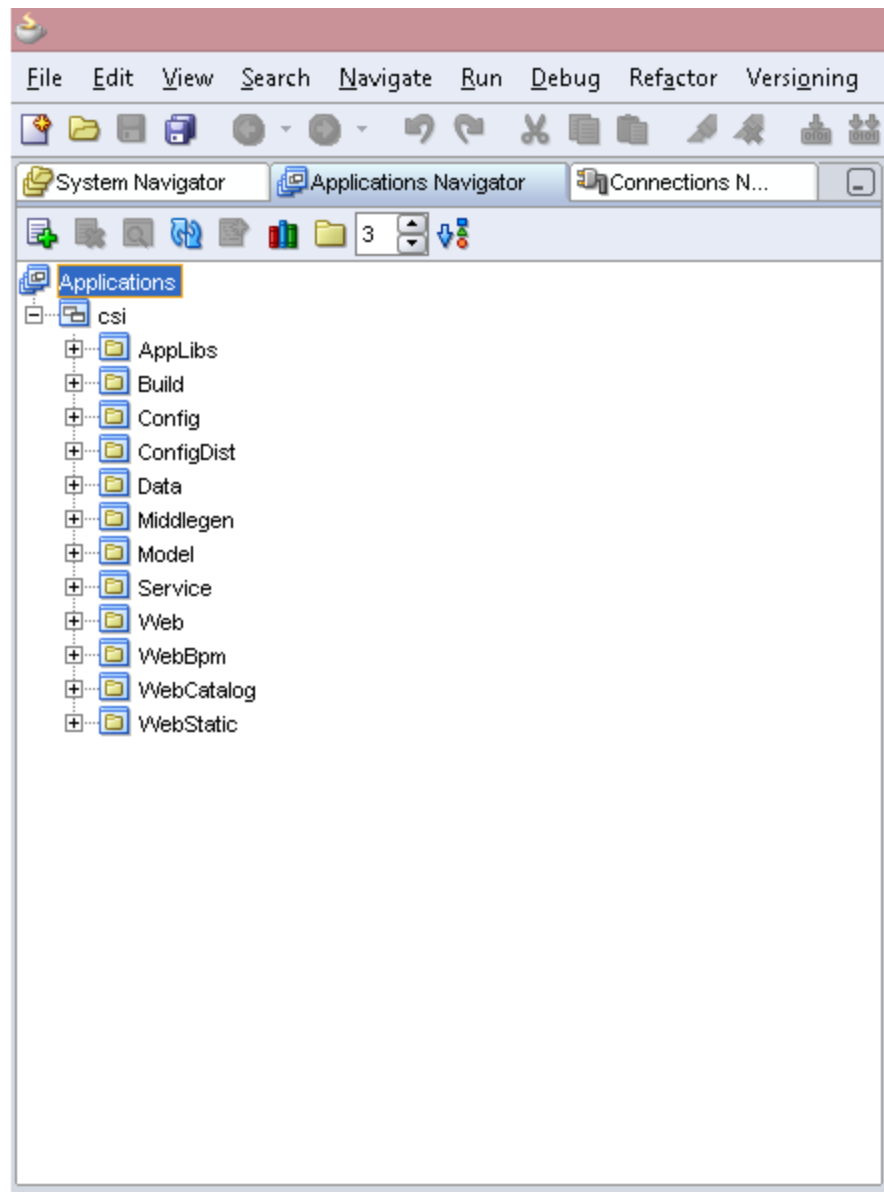 File Edit View Search Navigate Run Debug Refactor Versioning
System Navigator Applications Navigator Connections N...
3
Applications
csi
AppLibs
Build
Config
ConfigDist
Data
Middlegen
Model
Service
Web
WebBpm
WebCatalog
WebStatic